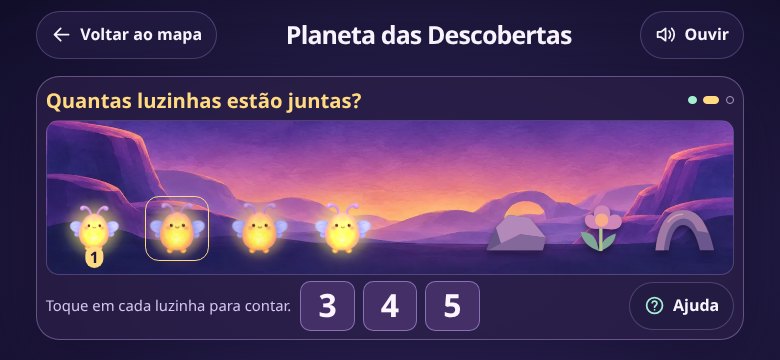 Voltar ao mapa
Planeta das Descobertas
Ouvir
Quantas luzinhas estão juntas?
1
Toque em cada luzinha para contar.
3
4
5
Ajuda